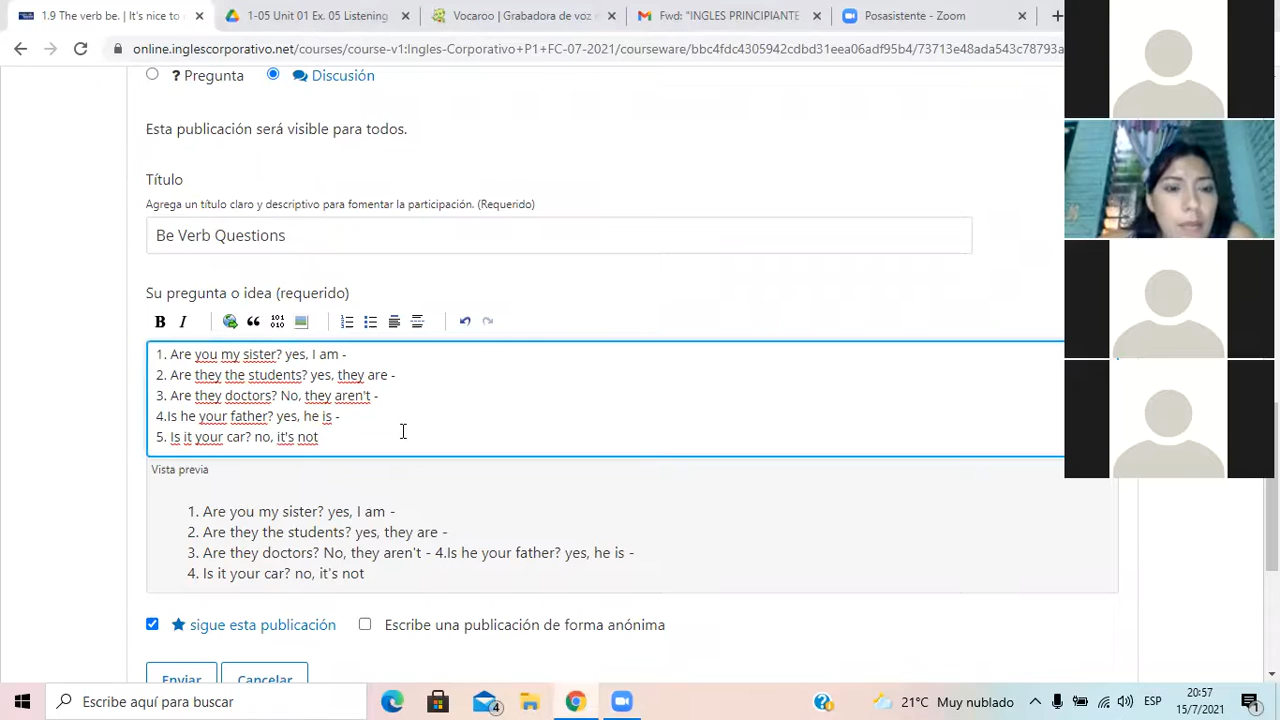 1.9 The verb be. | It's nice to
1-05 Unit 01 Ex. 05 Listening
Vocaroo | Grabadora de voz
Fwd: "INGLES PRINCIPIANTE
Posasistente - Zoom
online.inglescorporativo.net/courses/course-v1:Ingles-Corporativo+P1+FC-07-2021/courseware/bbc4fdc4305942cdbd31eea06adf95b4/73713e48ada543c78793a
? Pregunta
Discusión
Esta publicación será visible para todos.
Título
Agrega un título claro y descriptivo para fomentar la participación. (Requerido)
Be Verb Questions
Su pregunta o idea (requerido)
B I
1. Are you my sister? yes, I am -
2. Are they the students? yes, they are -
3. Are they doctors? No, they aren't -
4.Is he your father? yes, he is -
5. Is it your car? no, it's not
Vista previa
1. Are you my sister? yes, I am -
2. Are they the students? yes, they are -
3. Are they doctors? No, they aren't - 4.Is he your father? yes, he is -
4. Is it your car? no, it's not
sigue esta publicación
Escribe una publicación de forma anónima
Enviar
Cancelar
Escribe aquí para buscar
4
21°C Muy nublado
ESP
20:57
15/7/2021
1